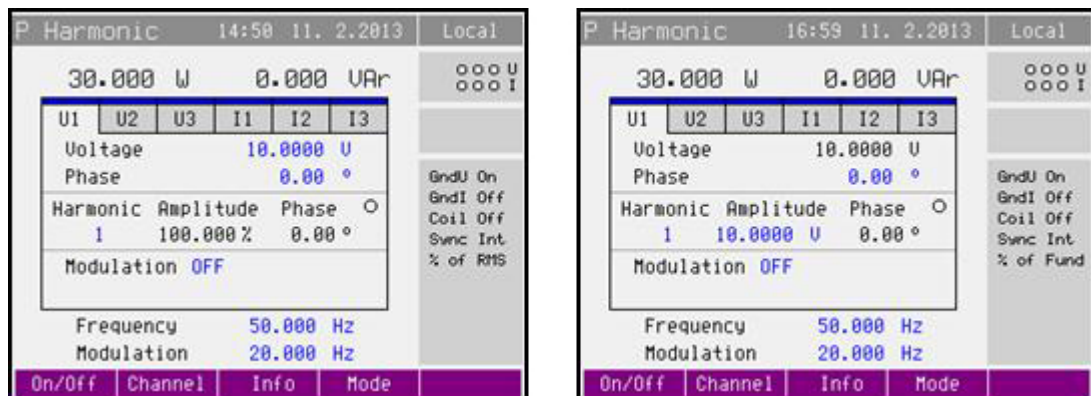 P Harmonic 14:50 11. 2.2013 Local
30.000 W 0.000 VAr
ooo U
ooo I
U1 U2 U3 I1 I2 I3
Voltage 10.0000 V
Phase 0.00 °
Harmonic Amplitude Phase
1 100.000 % 0.00 °
Modulation OFF
Frequency 50.000 Hz
Modulation 20.000 Hz
GndU On
GndI Off
Coil Off
Sync Int
% of RMS
On/Off Channel Info Mode
P Harmonic 16:59 11. 2.2013 Local
30.000 W 0.000 VAr
ooo U
ooo I
U1 U2 U3 I1 I2 I3
Voltage 10.0000 V
Phase 0.00 °
Harmonic Amplitude Phase
1 10.0000 V 0.00 °
Modulation OFF
Frequency 50.000 Hz
Modulation 20.000 Hz
GndU On
GndI Off
Coil Off
Sync Int
% of Fund
On/Off Channel Info Mode